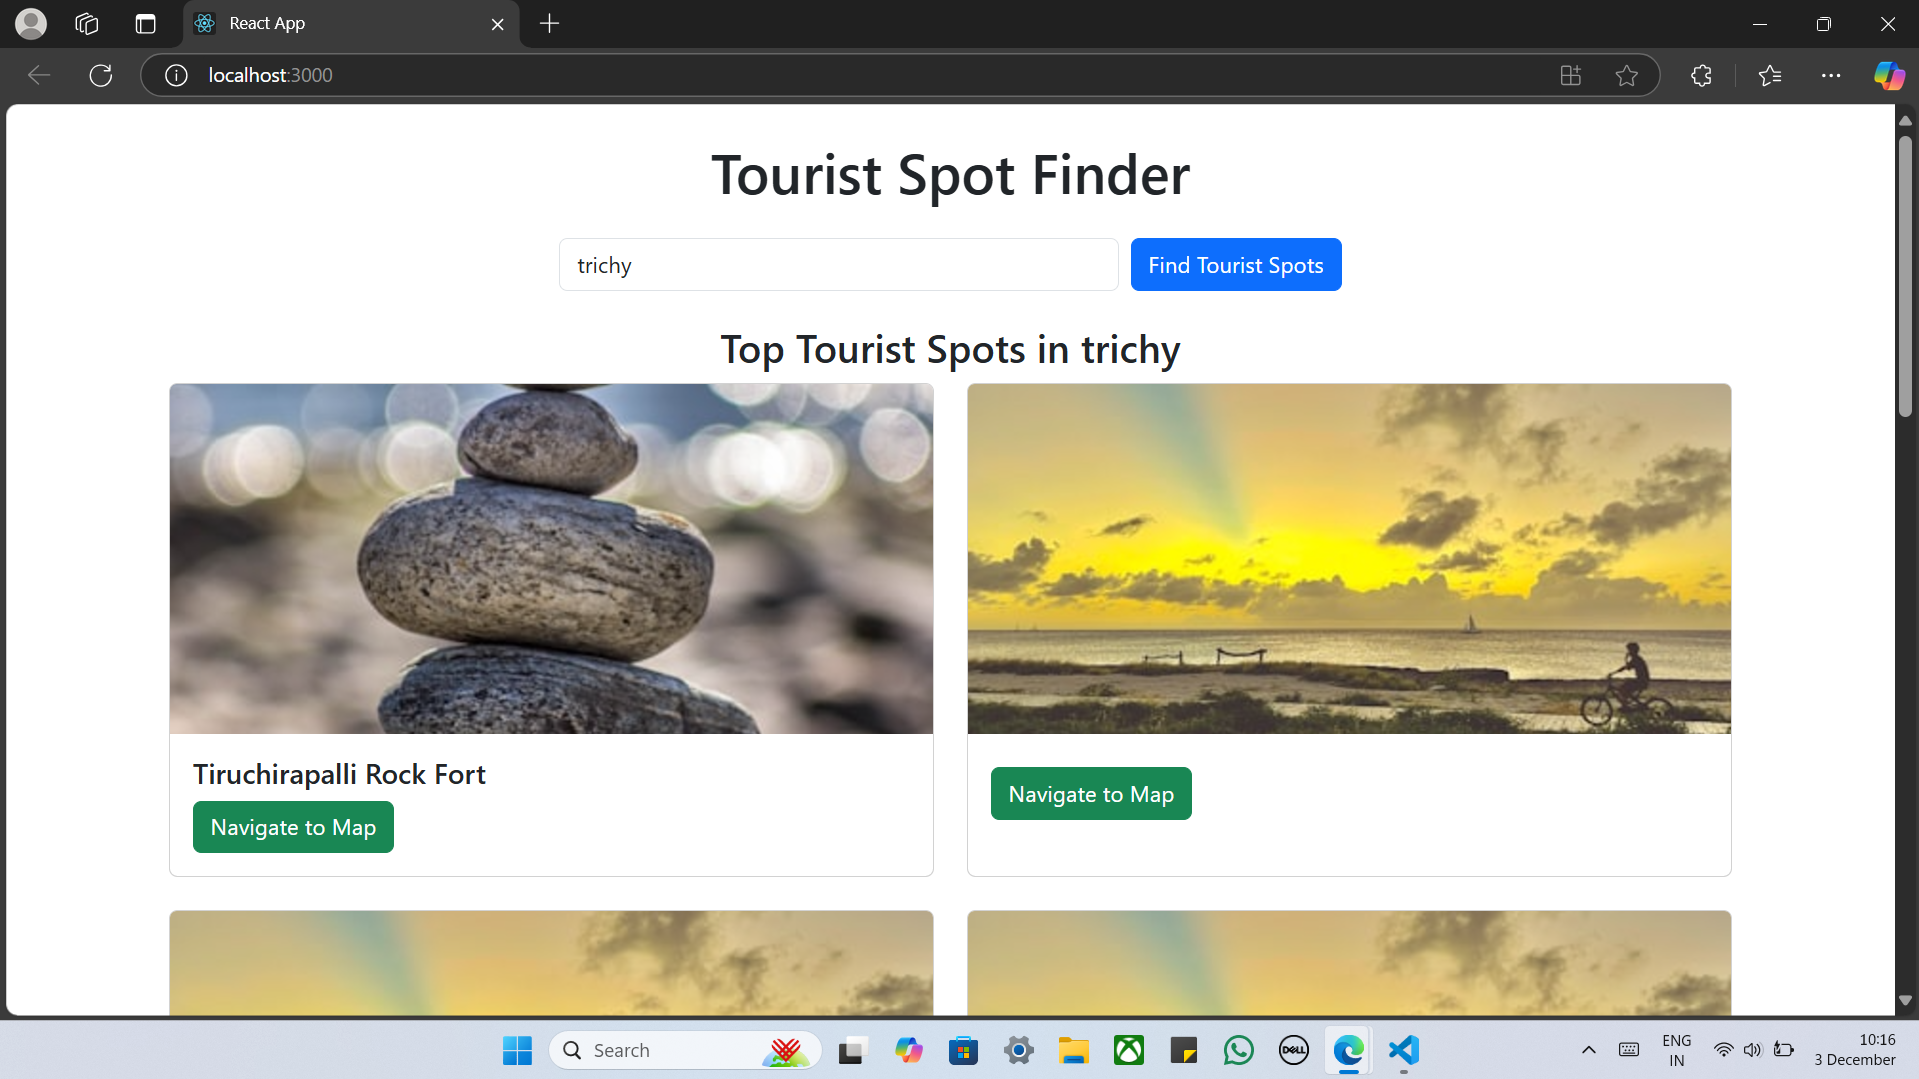 React App
localhost:3000
Tourist Spot Finder
trichy
Find Tourist Spots
Top Tourist Spots in trichy
Tiruchirapalli Rock Fort
Navigate to Map
Navigate to Map
Search
DELL
ENG
IN
10:16
3 December